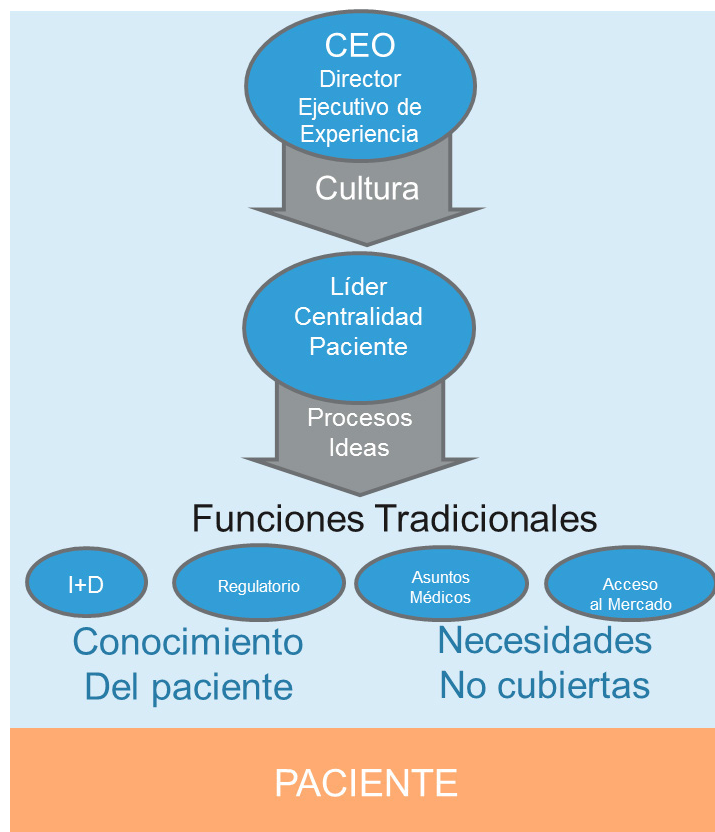 CEO
Director
Ejecutivo de
Experiencia
Cultura
Líder
Centralidad
Paciente
Procesos
Ideas
Funciones Tradicionales
I+D
Regulatorio
Asuntos
Médicos
Acceso
al Mercado
Conocimiento
Del paciente
Necesidades
No cubiertas
PACIENTE